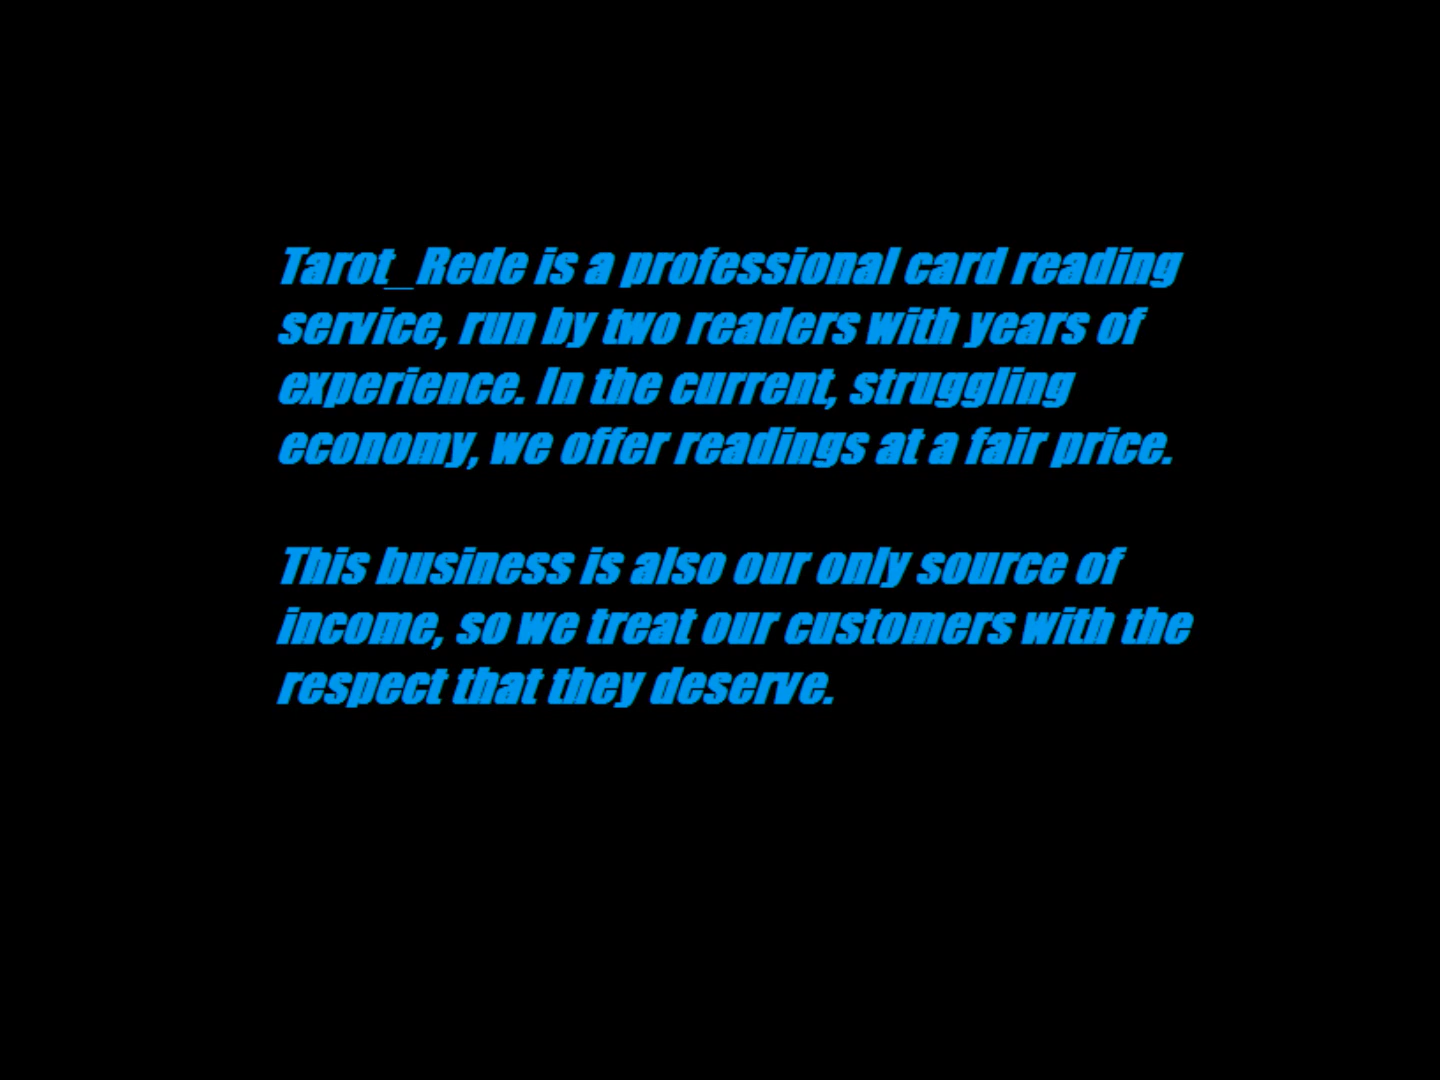 Tarot_Rede is a professional card reading
service, run by two readers with years of
experience. In the current, struggling
economy, we offer readings at a fair price.
This business is also our only source of
income, so we treat our customers with the
respect that they deserve.